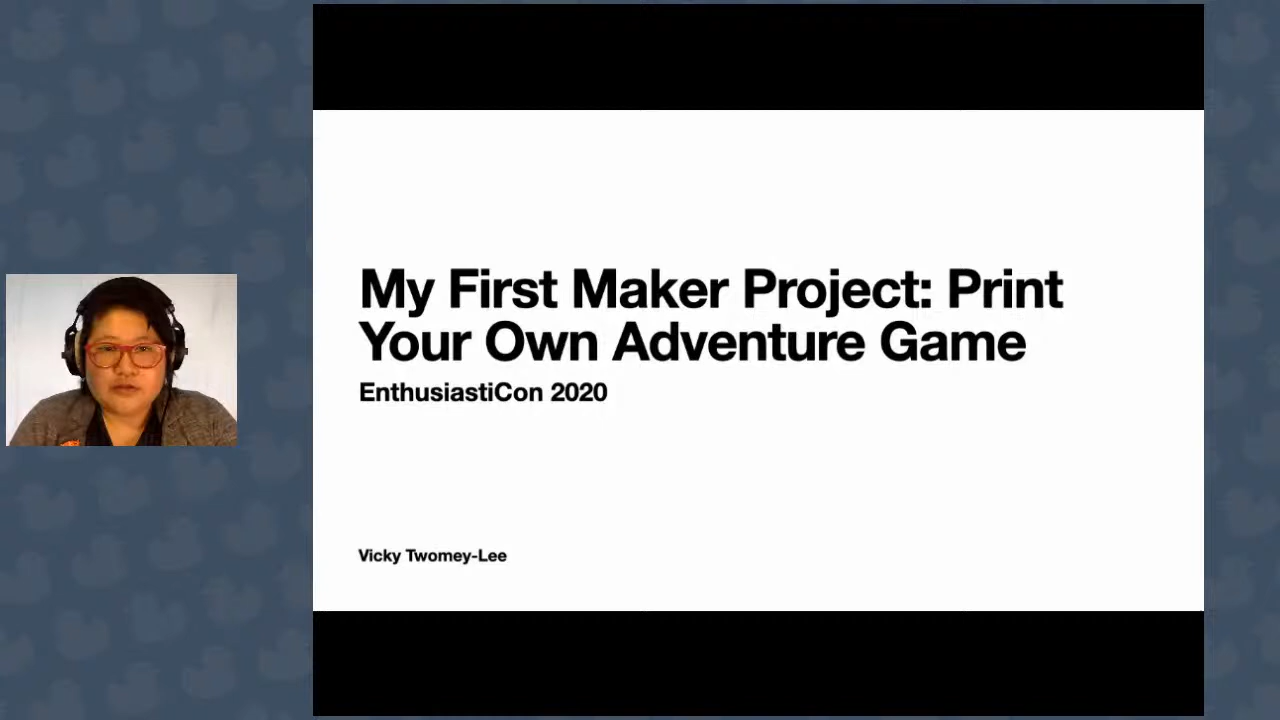 My First Maker Project: Print
Your Own Adventure Game
EnthusiastiCon 2020
Vicky Twomey-Lee